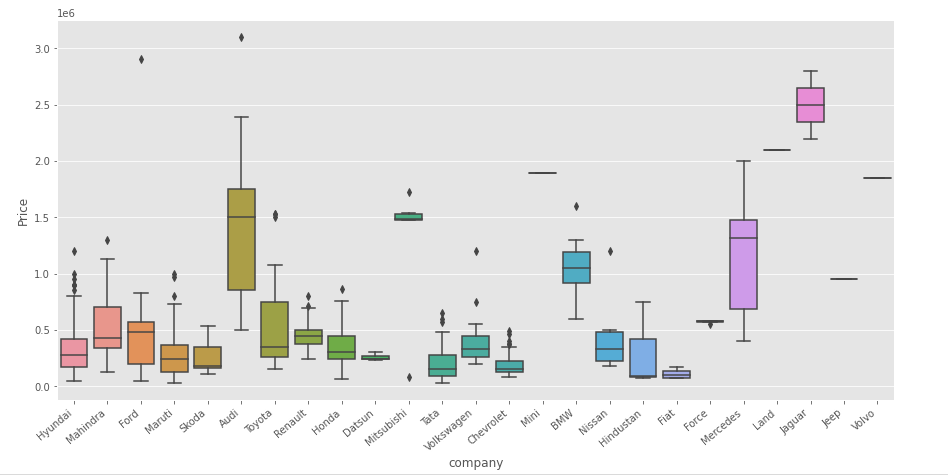 1e6
3.0
2.5
2.0
1.5
1.0
0.5
0.0
Price
Hyundai
Mahindra
Ford
Maruti
Skoda
Audi
Toyota
Renault
Honda
Datsun
Mitsubishi
Tata
Volkswagen
Chevrolet
Mini
BMW
Nissan
Hindustan
Fiat
Force
Mercedes
Land
Jaguar
Jeep
Volvo
company